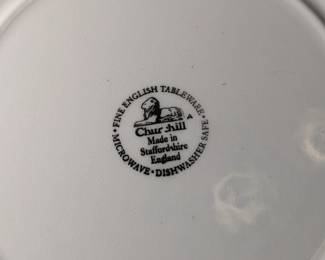 • FINE ENGLISH TABLEWARE •
Churchill
Made in
Staffordshire
England
MICROWAVE • DISHWASHER SAFE